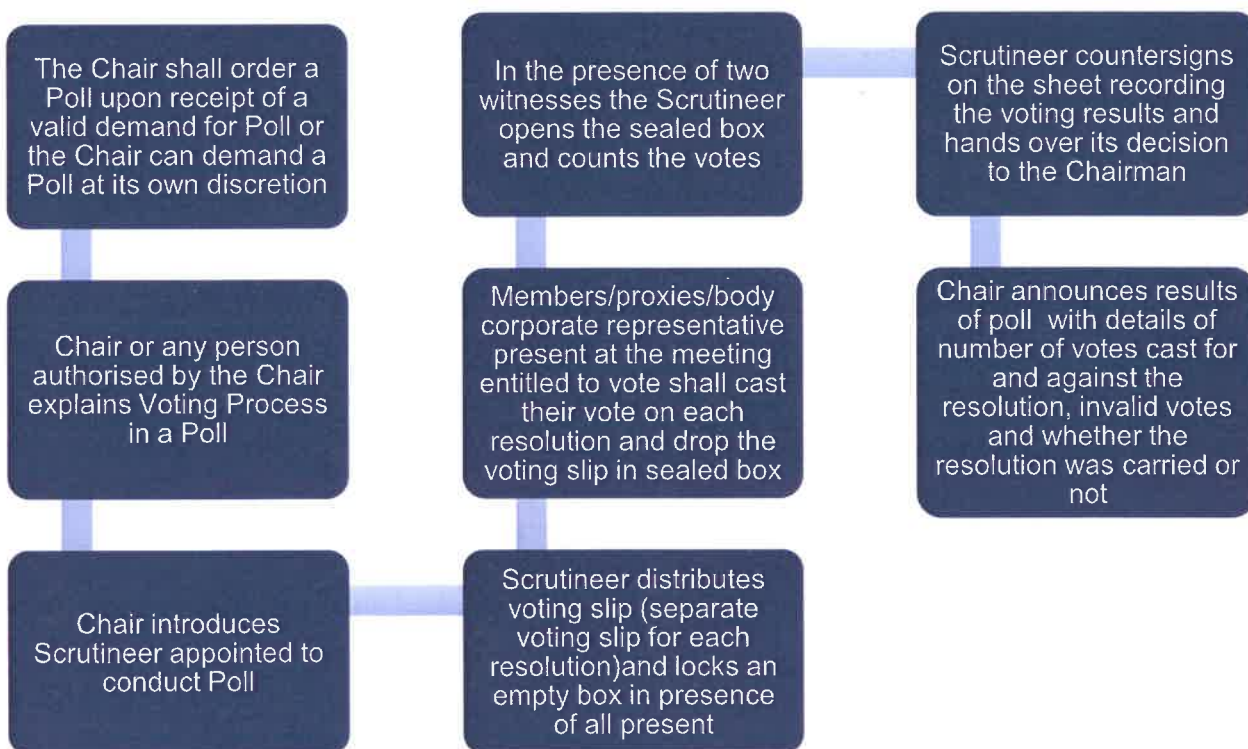 The Chair shall order a
Poll upon receipt of a
valid demand for Poll or
the Chair can demand a
Poll at its own discretion
Chair or any person
authorised by the Chair
explains Voting Process
in a Poll
Chair introduces
Scrutineer appointed to
conduct Poll
Scrutineer distributes
voting slip (separate
voting slip for each
resolution)and locks an
empty box in presence
of all present
Members/proxies/body
corporate representative
present at the meeting
entitled to vote shall cast
their vote on each
resolution and drop the
voting slip in sealed box
In the presence of two
witnesses the Scrutineer
opens the sealed box
and counts the votes
Scrutineer countersigns
on the sheet recording
the voting results and
hands over its decision
to the Chairman
Chair announces results
of poll with details of
number of votes cast for
and against the
resolution, invalid votes
and whether the
resolution was carried or
not